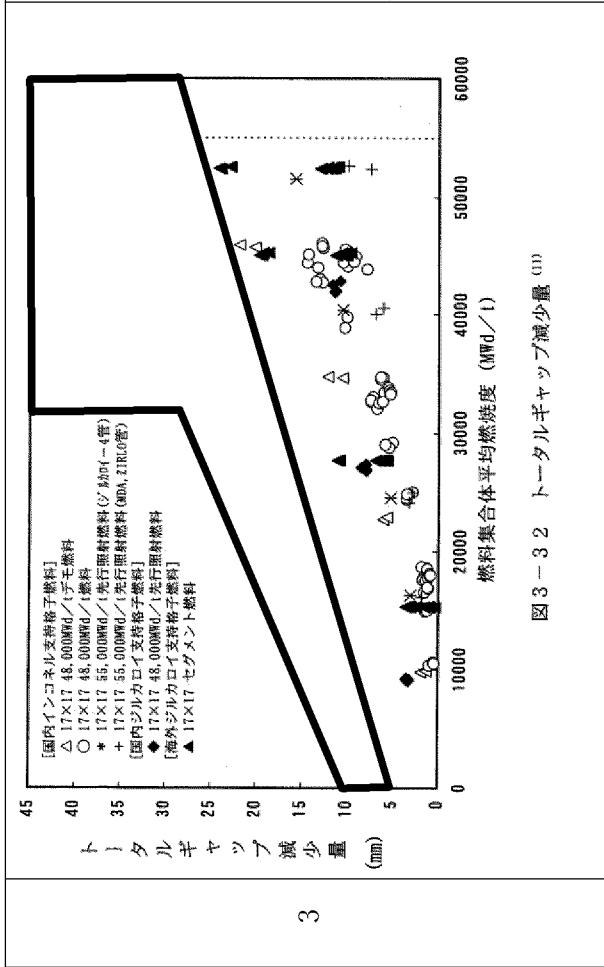 3
トータルギャップ減少量
(mm)
45
40
35
30
25
20
15
10
5
0
[国内インコネル支持格子燃料]
△ 17×17 48,000MWd/tデモ燃料
○ 17×17 48,000MWd/t燃料
* 17×17 55,000MWd/t先行照射燃料(ジルカロイ-4管)
+ 17×17 55,000MWd/t先行照射燃料(MDA,ZIRLO管)
[国内ジルカロイ支持格子燃料]
◆ 17×17 48,000MWd/t先行照射燃料
[海外ジルカロイ支持格子燃料]
▲ 17×17 セグメント燃料
0
10000
20000
30000
40000
50000
60000
燃料集合体平均燃焼度 (MWd/t)
図3-32 トータルギャップ減少量 (11)